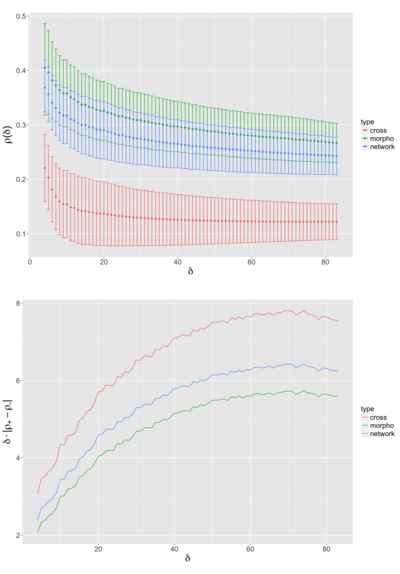 0.5
0.4
0.3
0.2
0.1
ρ(δ)
0 20 40 60 80
δ
type
cross
morpho
network
8
6
4
2
20 40 60 80
δ
type
cross
morpho
network